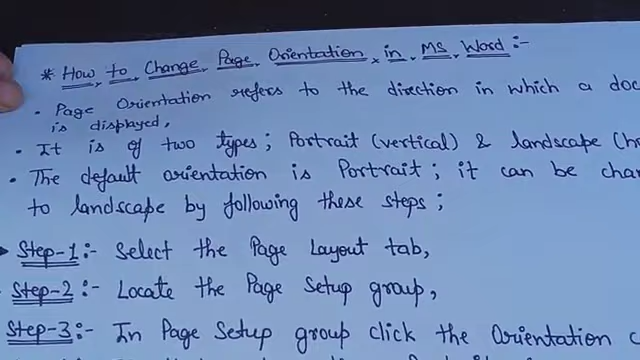 * How to Change Page Orientation in MS Word :-
• Page Orientation refers to the direction in which a doc
is displayed,
• It is of two types; Portrait (vertical) & landscape (ho
• The default orientation is Portrait; it can be chan
to landscape by following these steps;
Step-1:- Select the Page Layout tab,
Step-2:- Locate the Page Setup group,
Step-3:- In Page Setup group click the Orientation